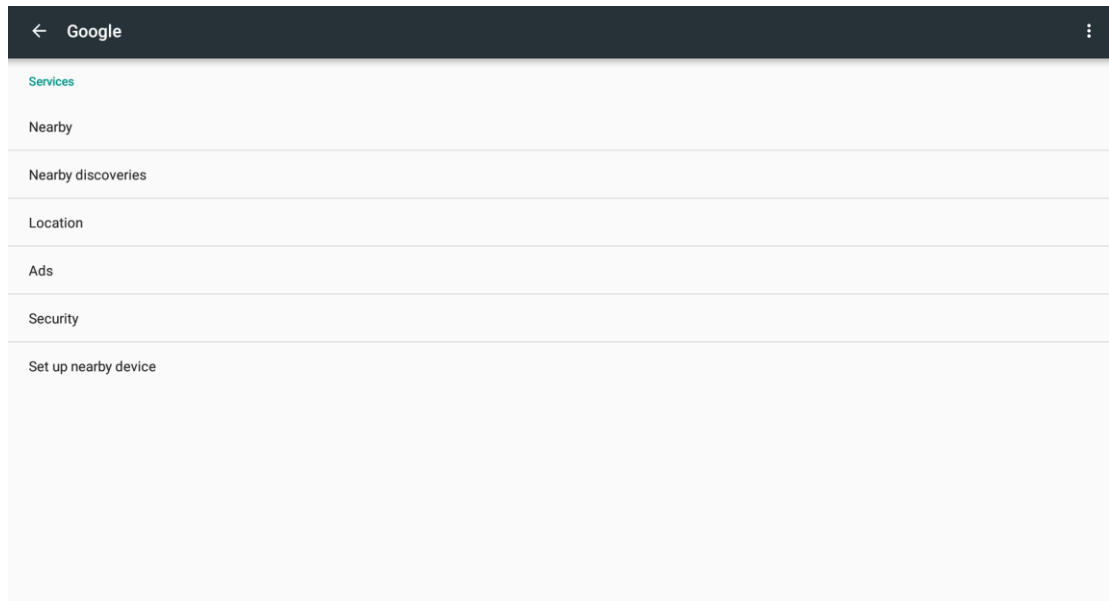 Google
Services
Nearby
Nearby discoveries
Location
Ads
Security
Set up nearby device